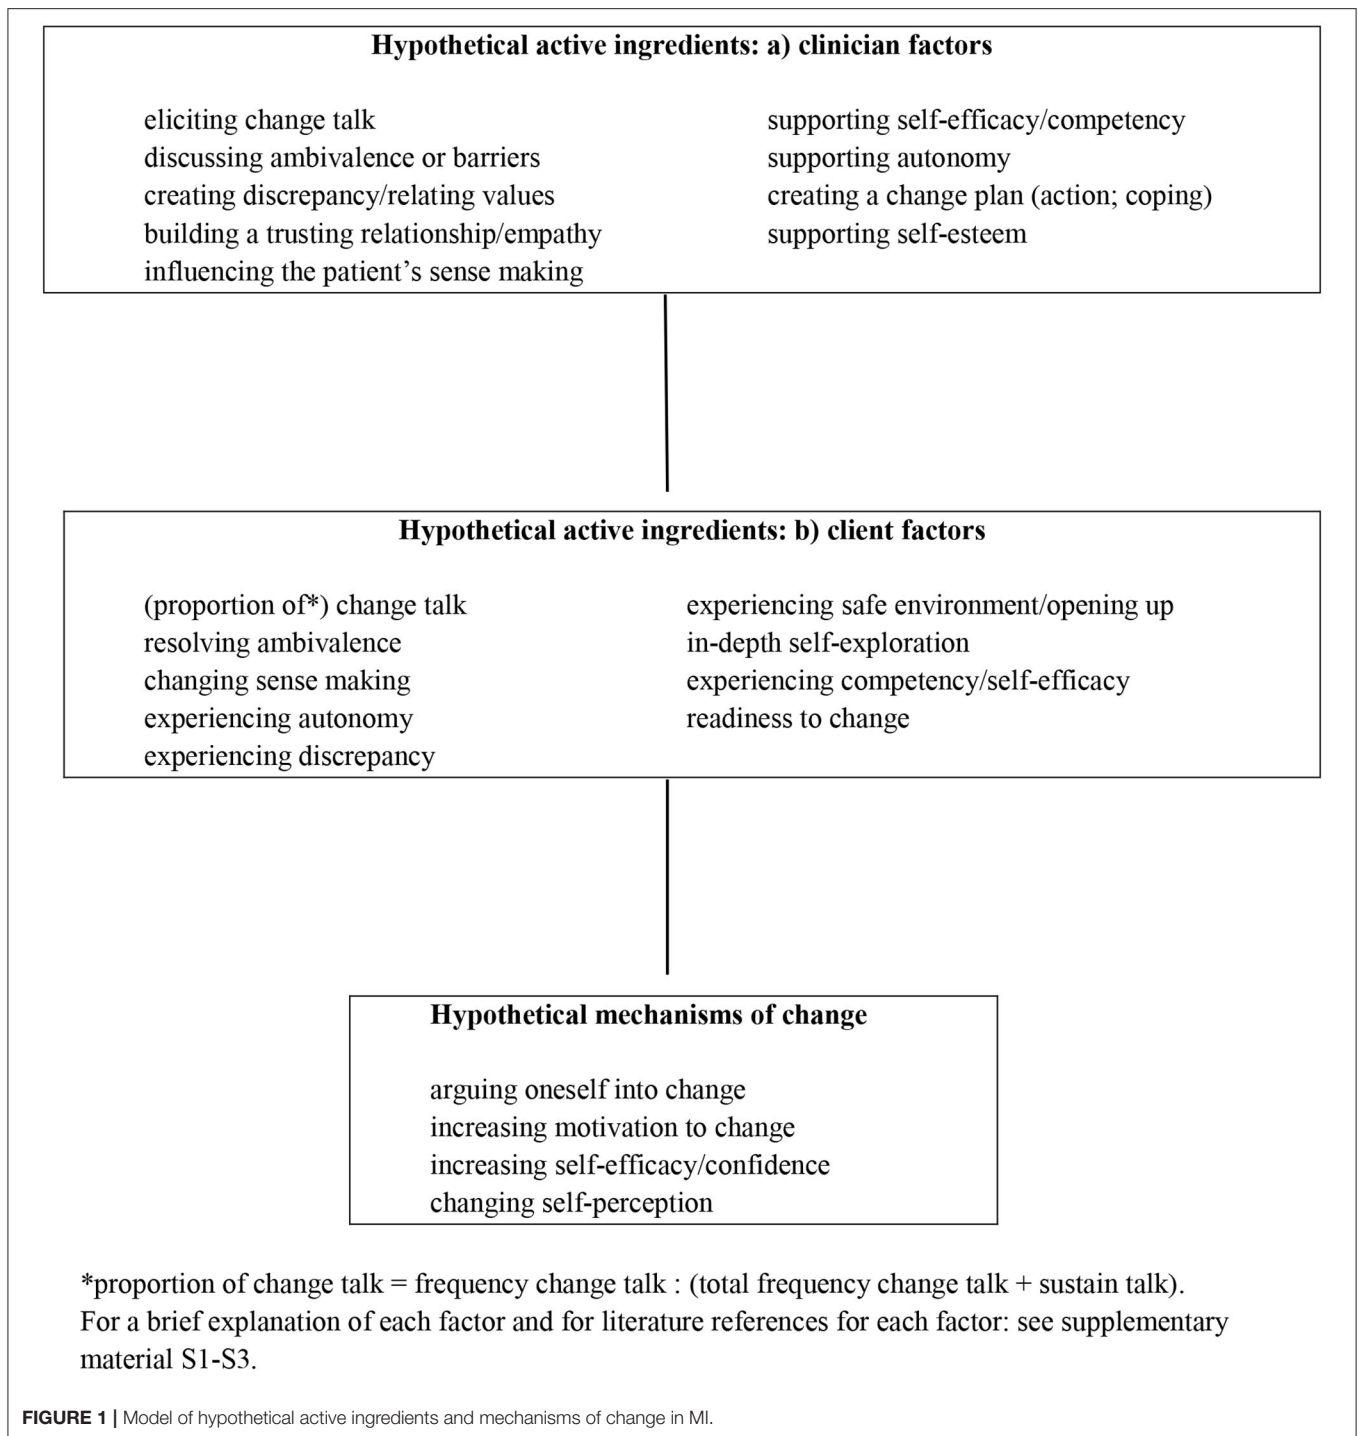 Hypothetical active ingredients: a) clinician factors
eliciting change talk
discussing ambivalence or barriers
creating discrepancy/relating values
building a trusting relationship/empathy
influencing the patient’s sense making
supporting self-efficacy/competency
supporting autonomy
creating a change plan (action; coping)
supporting self-esteem
Hypothetical active ingredients: b) client factors
(proportion of*) change talk
resolving ambivalence
changing sense making
experiencing autonomy
experiencing discrepancy
experiencing safe environment/opening up
in-depth self-exploration
experiencing competency/self-efficacy
readiness to change
Hypothetical mechanisms of change
arguing oneself into change
increasing motivation to change
increasing self-efficacy/confidence
changing self-perception
*proportion of change talk = frequency change talk : (total frequency change talk + sustain talk).
For a brief explanation of each factor and for literature references for each factor: see supplementary
material S1-S3.
FIGURE 1 | Model of hypothetical active ingredients and mechanisms of change in MI.